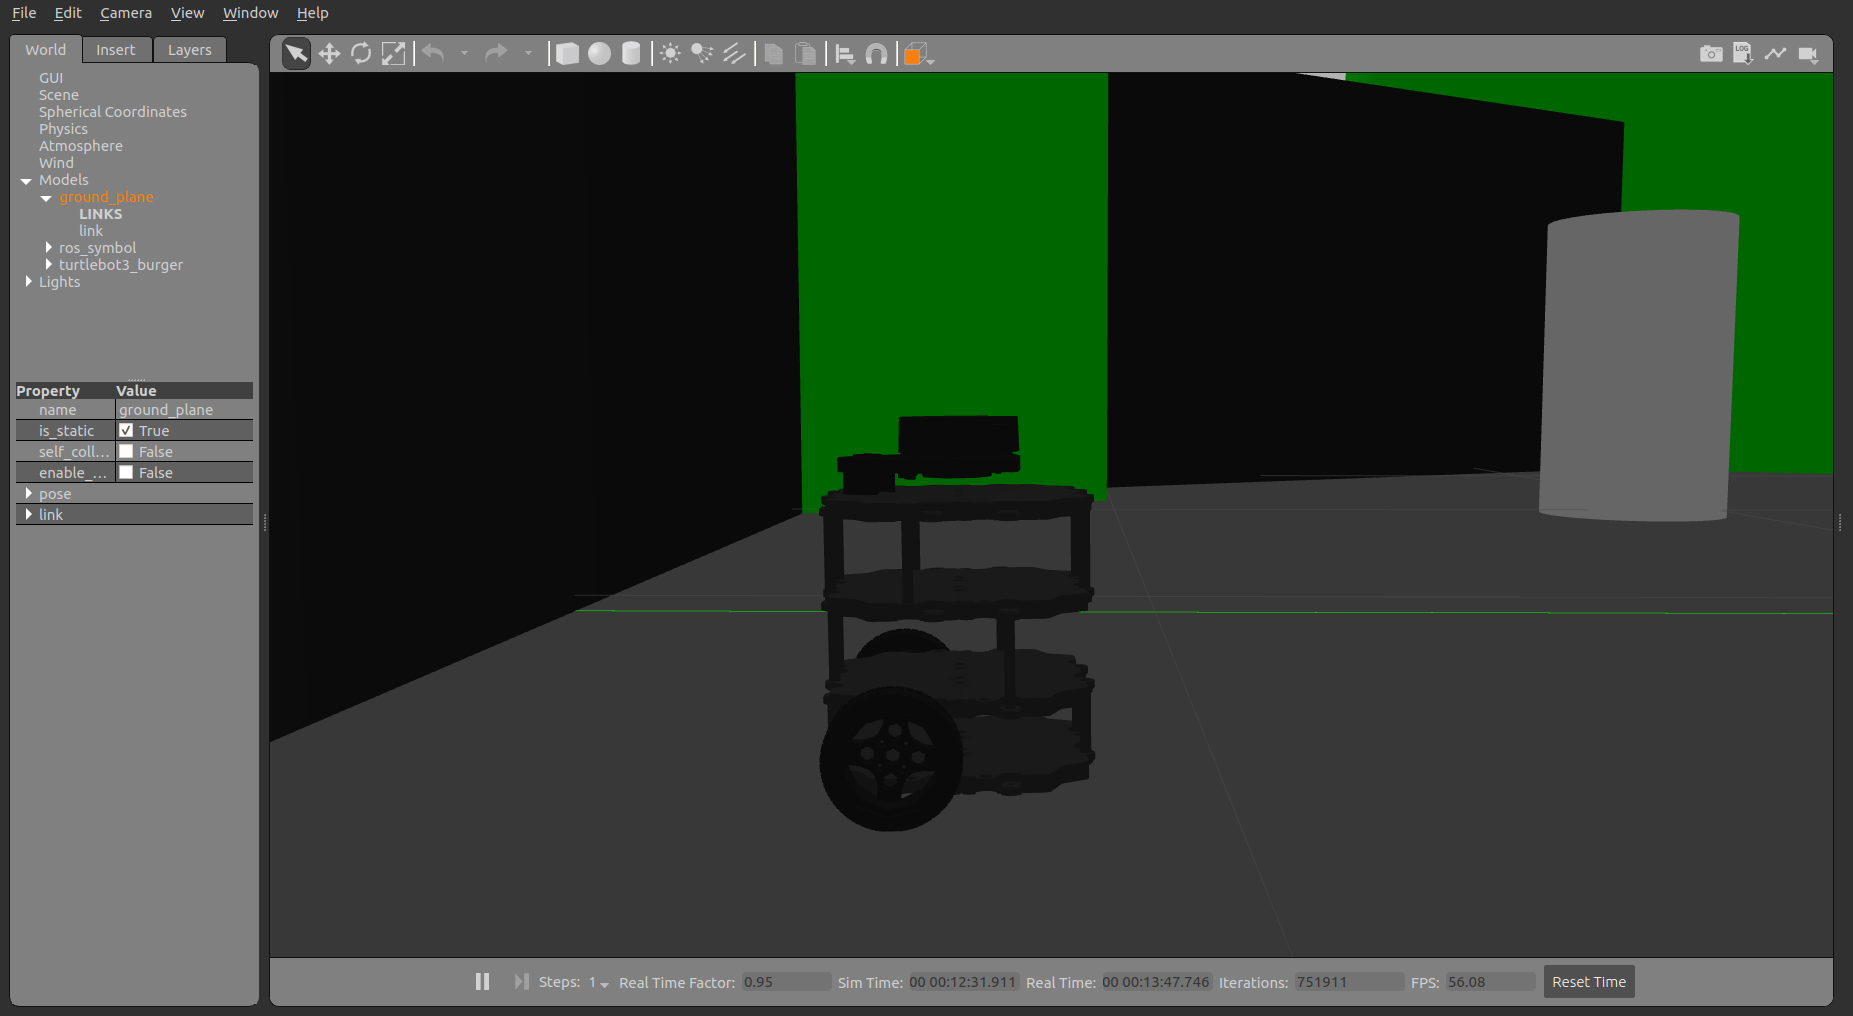 File Edit Camera View Window Help
World Insert Layers
LOG
GUI
Scene
Spherical Coordinates
Physics
Atmosphere
Wind
Models
ground_plane
LINKS
link
ros_symbol
turtlebot3_burger
Lights
Property Value
name ground_plane
is_static True
self_coll... False
enable_... False
pose
link
Steps: 1 Real Time Factor: 0.95 Sim Time: 00 00:12:31.911 Real Time: 00 00:13:47.746 Iterations: 751911 FPS: 56.08 Reset Time